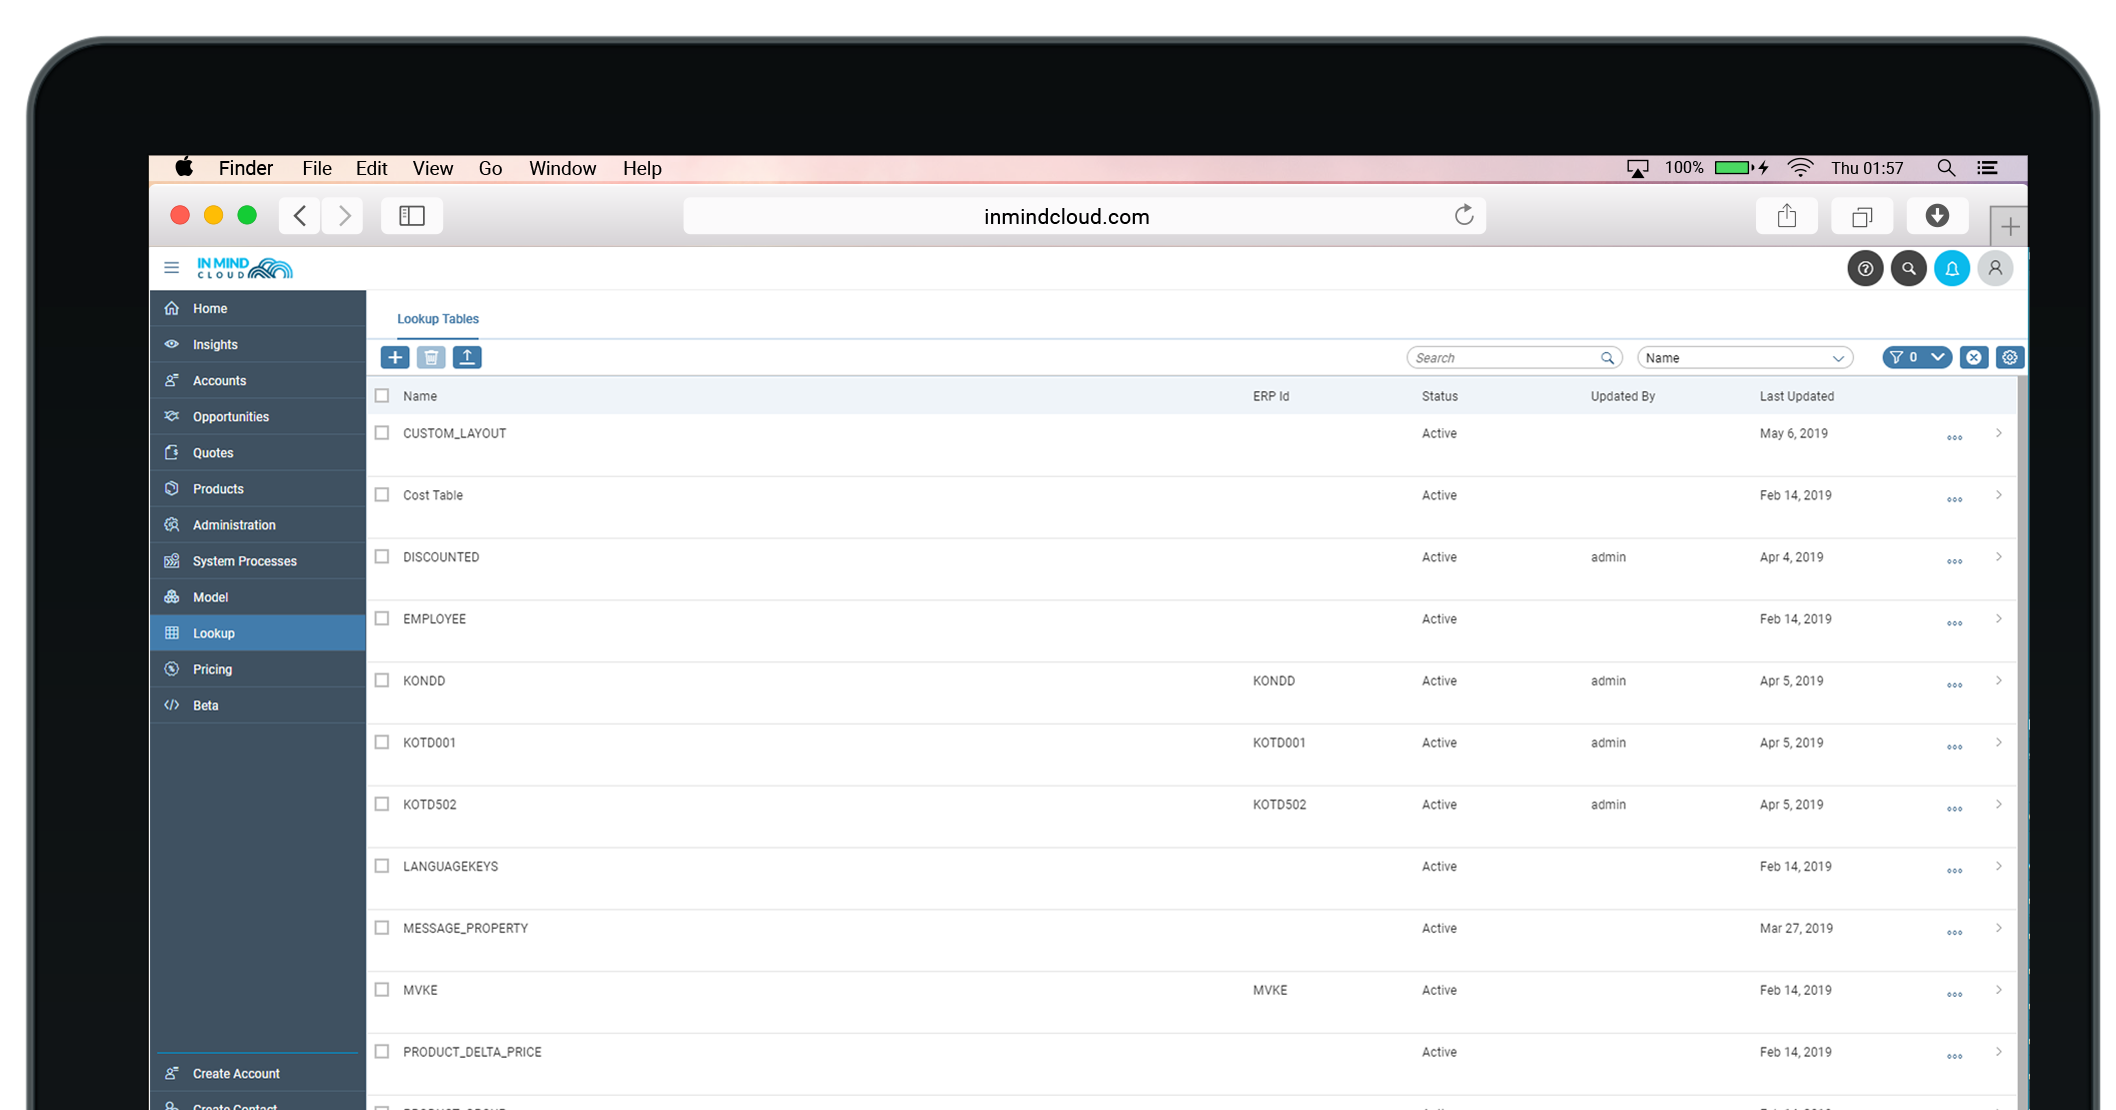 Finder File Edit View Go Window Help 100% Thu 01:57
inmindcloud.com
IN MIND
CLOUD
Home
Insights
Accounts
Opportunities
Quotes
Products
Administration
System Processes
Model
Lookup
Pricing
Beta
Create Account
Create Contact
Lookup Tables
Search Name 0
Name ERP Id Status Updated By Last Updated
CUSTOM_LAYOUT Active May 6, 2019
Cost Table Active Feb 14, 2019
DISCOUNTED Active admin Apr 4, 2019
EMPLOYEE Active Feb 14, 2019
KONDD KONDD Active admin Apr 5, 2019
KOTD001 KOTD001 Active admin Apr 5, 2019
KOTD502 KOTD502 Active admin Apr 5, 2019
LANGUAGEKEYS Active Feb 14, 2019
MESSAGE_PROPERTY Active Mar 27, 2019
MVKE MVKE Active Feb 14, 2019
PRODUCT_DELTA_PRICE Active Feb 14, 2019